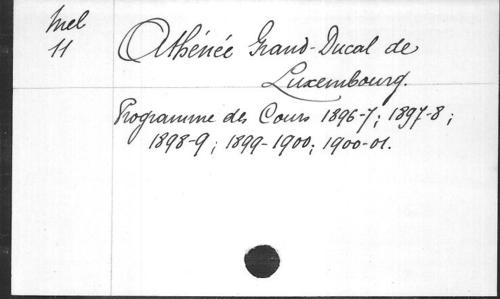 Mel
11
Athénée Grand-Ducal de
Luxembourg.
Programme des Cours 1896-7; 1897-8;
1898-9; 1899-1900; 1900-01.